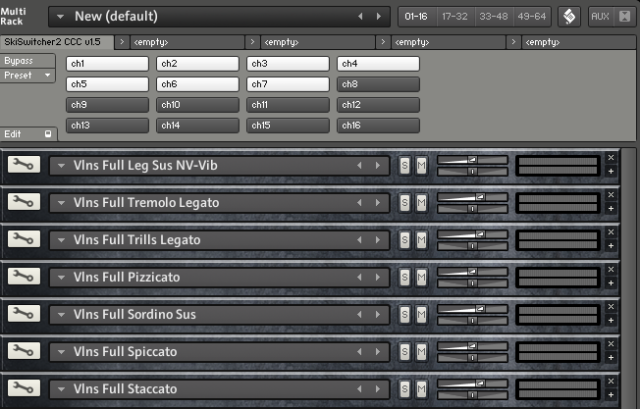 Multi Rack New (default) 01-16 17-32 33-48 49-64 AUX
SkiSwitcher2 CCC v1.5 > <empty> > <empty> > <empty> > <empty>
Bypass ch1 ch2 ch3 ch4
Preset ch5 ch6 ch7 ch8
ch9 ch10 ch11 ch12
Edit ch13 ch14 ch15 ch16
Vlns Full Leg Sus NV-Vib S M
Vlns Full Tremolo Legato S M
Vlns Full Trills Legato S M
Vlns Full Pizzicato S M
Vlns Full Sordino Sus S M
Vlns Full Spiccato S M
Vlns Full Staccato S M